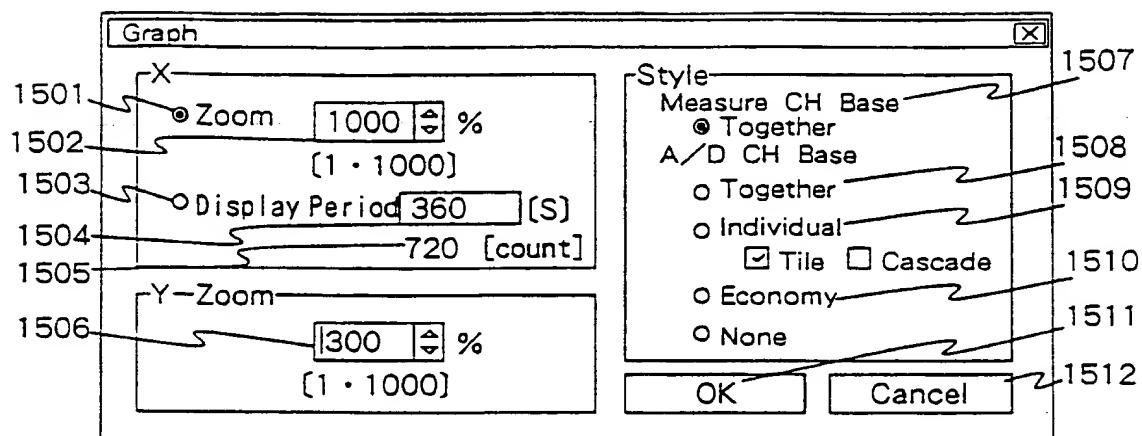 Graph
X
1501
Zoom 1000 %
1502
[1・1000]
1503
Display Period 360 [S]
1504
720 [count]
1505
Y-Zoom
1506
300 %
[1・1000]
Style
1507
Measure CH Base
Together
A/D CH Base
1508
Together
1509
Individual
Tile Cascade
1510
Economy
1511
None
OK Cancel
1512